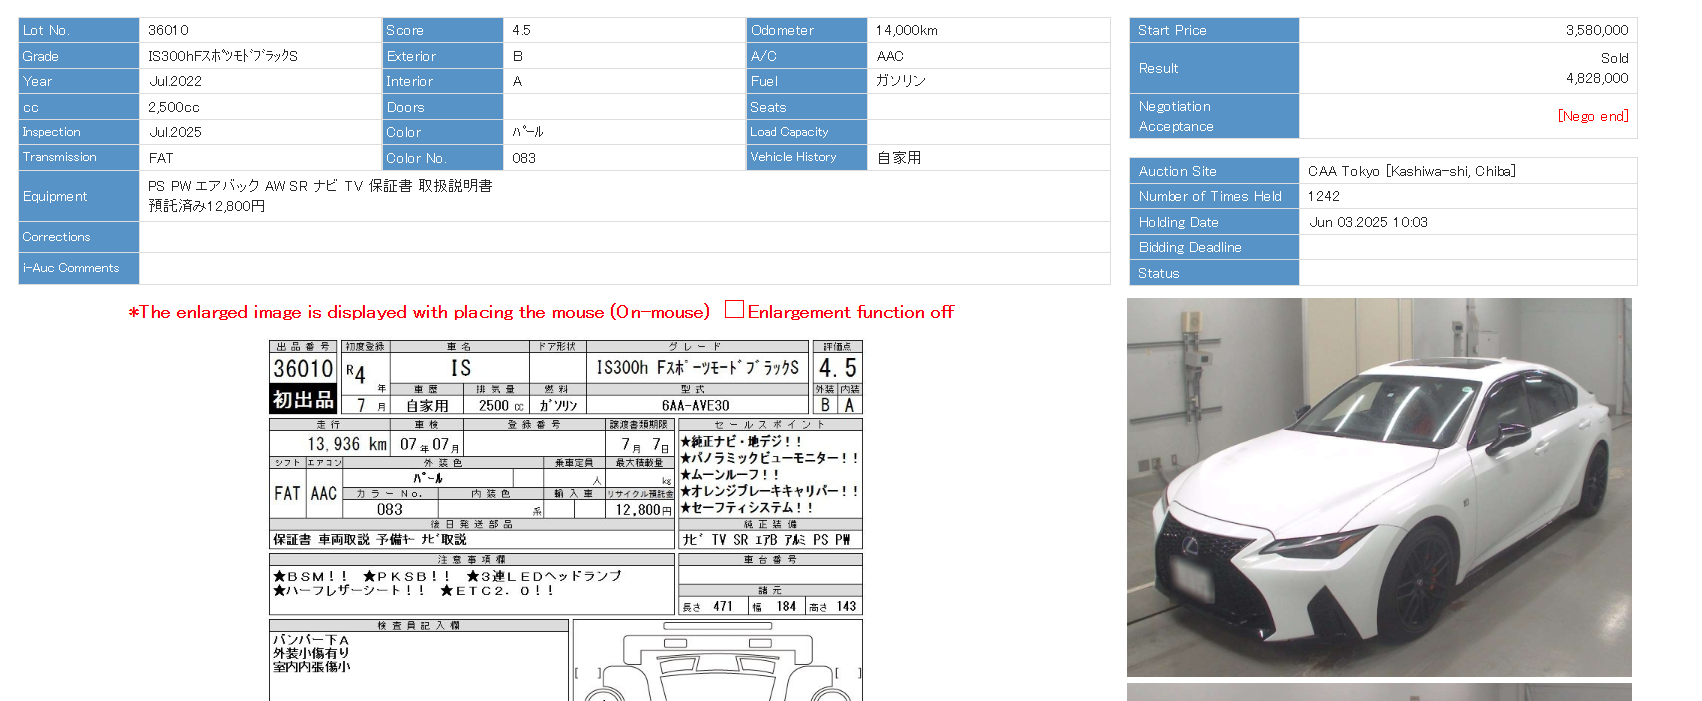 Lot No. 36010 Score 4.5 Odometer 14,000km
Grade IS300hFスポーツモードブラックS Exterior B A/C AAC
Year Jul.2022 Interior A Fuel ガソリン
cc 2,500cc Doors Seats
Inspection Jul.2025 Color パール Load Capacity
Transmission FAT Color No. 083 Vehicle History 自家用
Equipment PS PW エアバック AW SR ナビ TV 保証書 取扱説明書
預託済み12,800円
Corrections
i-Auc Comments
Start Price 3,580,000
Result Sold
4,828,000
Negotiation
Acceptance [Nego end]
Auction Site CAA Tokyo [Kashiwa-shi, Chiba]
Number of Times Held 1242
Holding Date Jun 03.2025 10:03
Bidding Deadline
Status
*The enlarged image is displayed with placing the mouse (On-mouse) Enlargement function off
出品番号 初度登録 車名 ドア形状 グレード 評価点
36010 R4年 IS IS300h FスポーツモードブラックS 4.5
初出品 7月 車歴 排気量 燃料 型式 外装 内装
自家用 2500 cc ガソリン 6AA-AVE30 B A
走行 車検 登録番号 譲渡書類期限 セールスポイント
13,936 km 07年07月 7月 7日
★純正ナビ・地デジ！！
★パノラミックビューモニター！！
★ムーンルーフ！！
★オレンジブレーキキャリパー！！
★セーフティシステム！！
シフト エアコン 外装色 乗車定員 最大積載量
FAT AAC パール 人 kg
カラーNo. 内装色 輸入車 リサイクル預託金
083 系 12,800円
後日発送部品 純正装備
保証書 車両取説 予備キー ナビ取説 ナビ TV SR エアB アルミ PS PW
注意事項欄 車台番号
★BSM！！ ★PKSB！！ ★3連LEDヘッドランプ
★ハーフレザーシート！！ ★ETC2.0！！
諸元
長さ 471 幅 184 高さ 143
検査員記入欄
バンパー下A
外装小傷有り
室内内張傷小